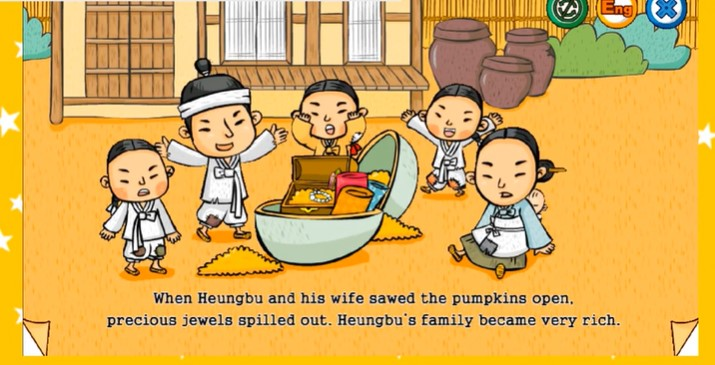 Eng
When Heungbu and his wife sawed the pumpkins open,
precious jewels spilled out. Heungbu's family became very rich.